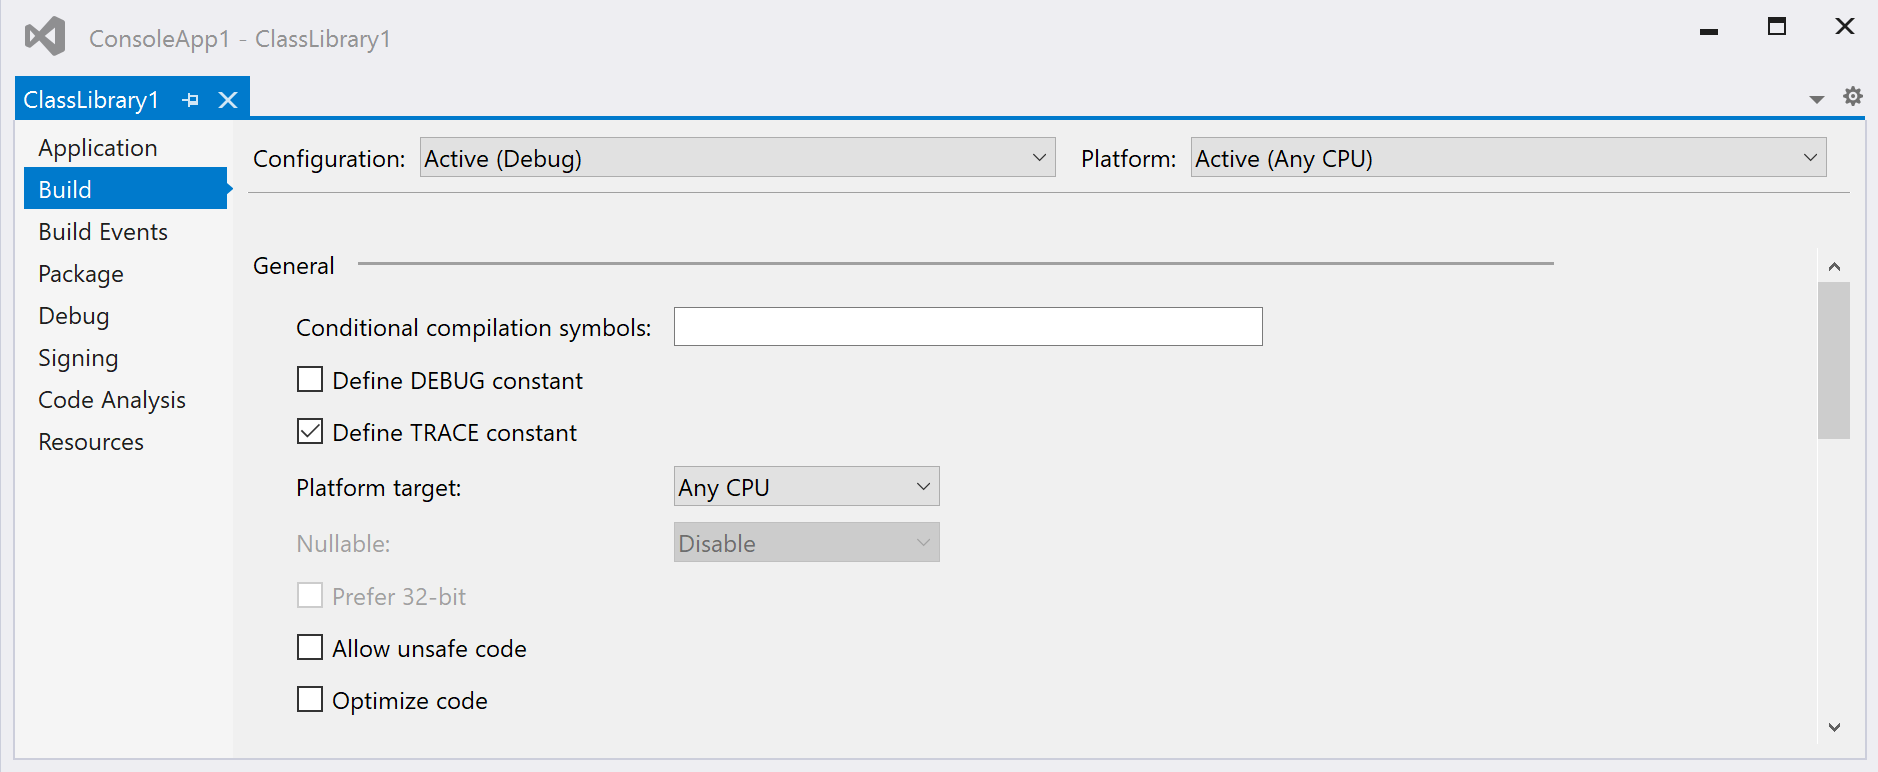 ConsoleApp1 - ClassLibrary1
ClassLibrary1
Application
Build
Build Events
Package
Debug
Signing
Code Analysis
Resources
Configuration: Active (Debug) Platform: Active (Any CPU)
General
Conditional compilation symbols:
Define DEBUG constant
Define TRACE constant
Platform target: Any CPU
Nullable: Disable
Prefer 32-bit
Allow unsafe code
Optimize code